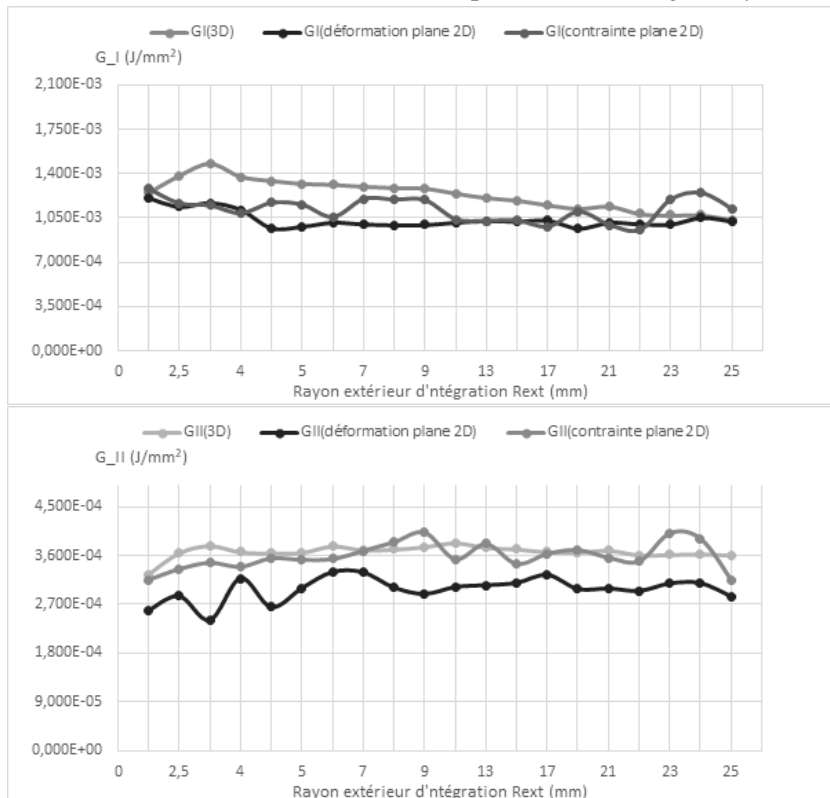 GI(3D) GI(déformation plane 2D) GI(contrainte plane 2D)
G_I (J/mm²)
2,100E-03
1,750E-03
1,400E-03
1,050E-03
7,000E-04
3,500E-04
0,000E+00
0 2,5 4 6 7 9 13 17 21 23 25
Rayon extérieur d'ntégration Rext (mm)
GII(3D) GII(déformation plane 2D) GII(contrainte plane 2D)
G_II (J/mm²)
4,500E-04
3,600E-04
2,700E-04
1,800E-04
9,000E-05
0,000E+00
0 2,5 4 6 7 9 13 17 21 23 25
Rayon extérieur d'ntégration Rext (mm)